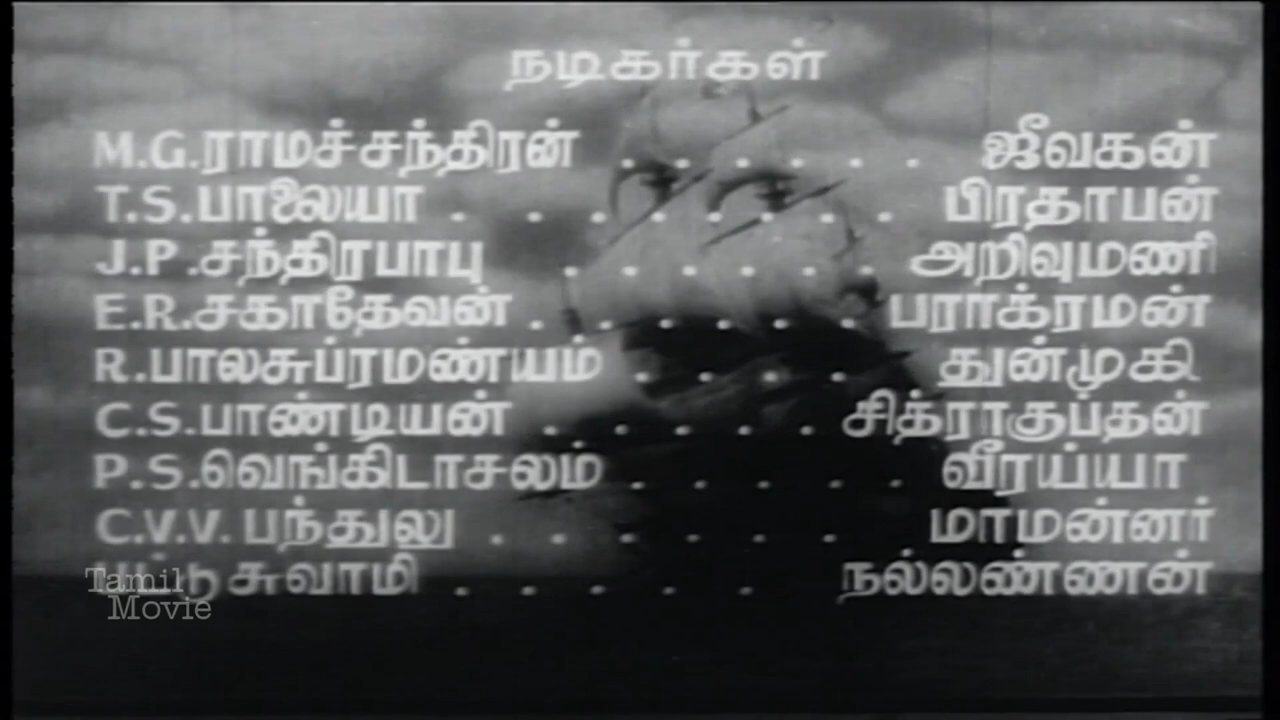 நடிகர்கள்
M.G.ராமச்சந்திரன் . . . . . . ஜீவகன்
T.S.பாலையா . . . . . . . . பிரதாபன்
J.P.சந்திரபாபு . . . . . . அறிவுமணி
E.R.சகாதேவன் . . . . . . பராக்ரமன்
R.பாலசுப்ரமண்யம் . . . . துன்முகி
C.S.பாண்டியன் . . . . . சித்ராகுப்தன்
P.S.வெங்கிடாசலம் . . . . . வீரய்யா
C.V.V. பந்துலு . . . . . . மாமன்னர்
சுவாமி . . . . . நல்லண்ணன்
Tamil
Movie